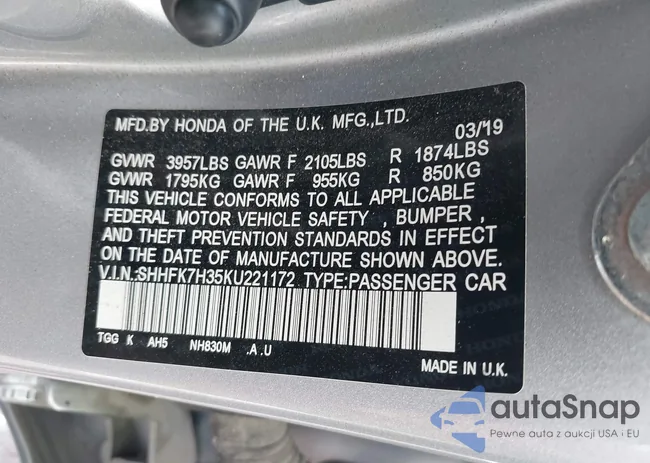 MFD.BY HONDA OF THE U.K. MFG.,LTD. 03/19
GVWR 3957LBS GAWR F 2105LBS R 1874LBS
GVWR 1795KG GAWR F 955KG R 850KG
THIS VEHICLE CONFORMS TO ALL APPLICABLE
FEDERAL MOTOR VEHICLE SAFETY , BUMPER ,
AND THEFT PREVENTION STANDARDS IN EFFECT
ON THE DATE OF MANUFACTURE SHOWN ABOVE.
V.I.N.:SHHFK7H35KU221172 TYPE:PASSENGER CAR
TGG K AH5 NH830M .A .U
MADE IN U.K.
autaSnap
Pewne auta z aukcji USA i EU